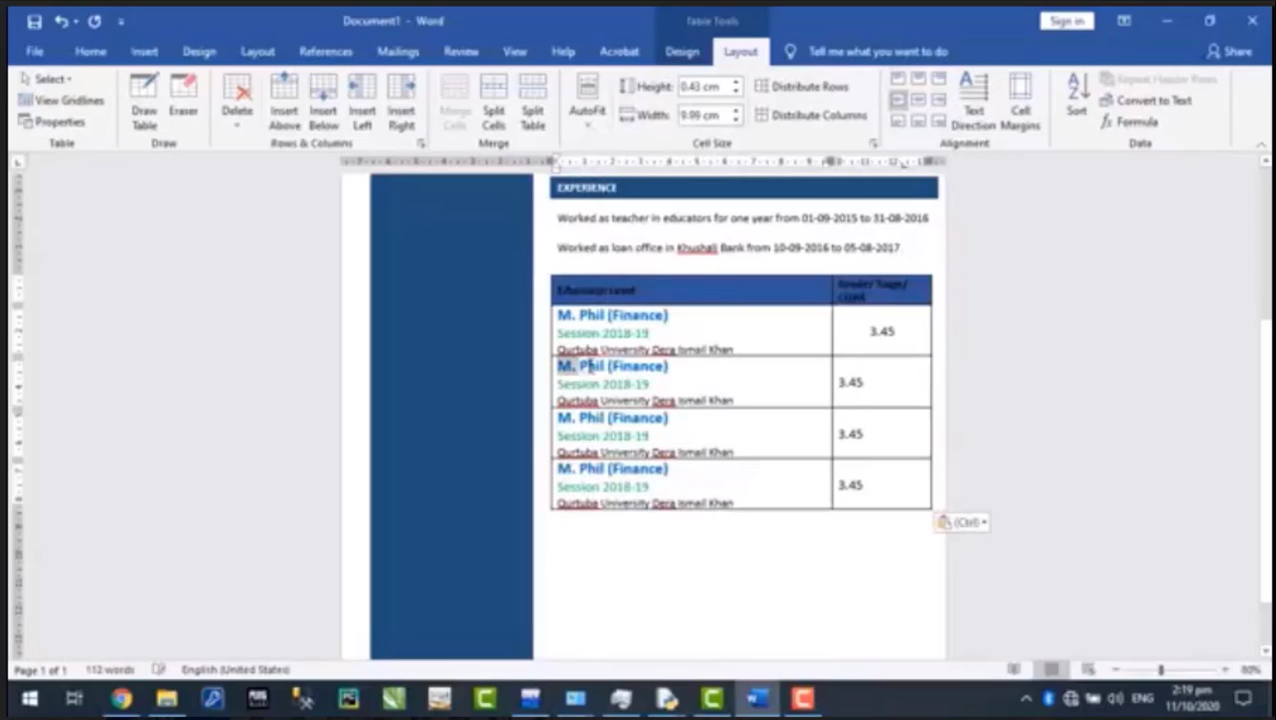 Document1 - Word
Table Tools
Sign in
File Home Insert Design Layout References Mailings Review View Help Acrobat Design Layout Tell me what you want to do Share
Select
View Gridlines
Properties
Table
Draw Table
Eraser
Draw
Delete
Insert Above
Insert Below
Insert Left
Insert Right
Rows & Columns
Merge Cells
Split Cells
Split Table
Merge
AutoFit
Height: 0.43 cm
Width: 9.99 cm
Distribute Rows
Distribute Columns
Cell Size
Text Direction
Cell Margins
Alignment
Sort
Repeat Header Rows
Convert to Text
Formula
Data
EXPERIENCE
Worked as teacher in educators for one year from 01-09-2015 to 31-08-2016
Worked as loan office in Khushali Bank from 10-09-2016 to 05-08-2017
M. Phil (Finance)
Session 2018-19
Qurtuba University Dera Ismail Khan
3.45
M. Phil (Finance)
Session 2018-19
Qurtuba University Dera Ismail Khan
3.45
M. Phil (Finance)
Session 2018-19
Qurtuba University Dera Ismail Khan
3.45
M. Phil (Finance)
Session 2018-19
Qurtuba University Dera Ismail Khan
3.45
(Ctrl)
Page 1 of 1 112 words English (United States) 80%
ENG
2:19 pm
11/10/2020